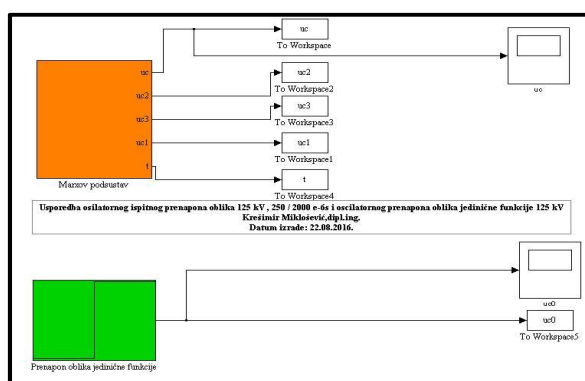 uc
To Workspace
uc
uc2
To Workspace2
uc3
To Workspace3
uc1
To Workspace1
t
To Workspace4
uc
uc2
uc3
uc1
t
Marxov podsustav
Usporedba osilatornog ispitnog prenapona oblika 125 kV , 250 / 2000 e-6s i oscilatornog prenapona oblika jedinične funkcije 125 kV
Krešimir Miklošević,dipl.ing.
Datum izrade: 22.08.2016.
uc0
uc0
To Workspace5
Prenapon oblika jedinične funkcije